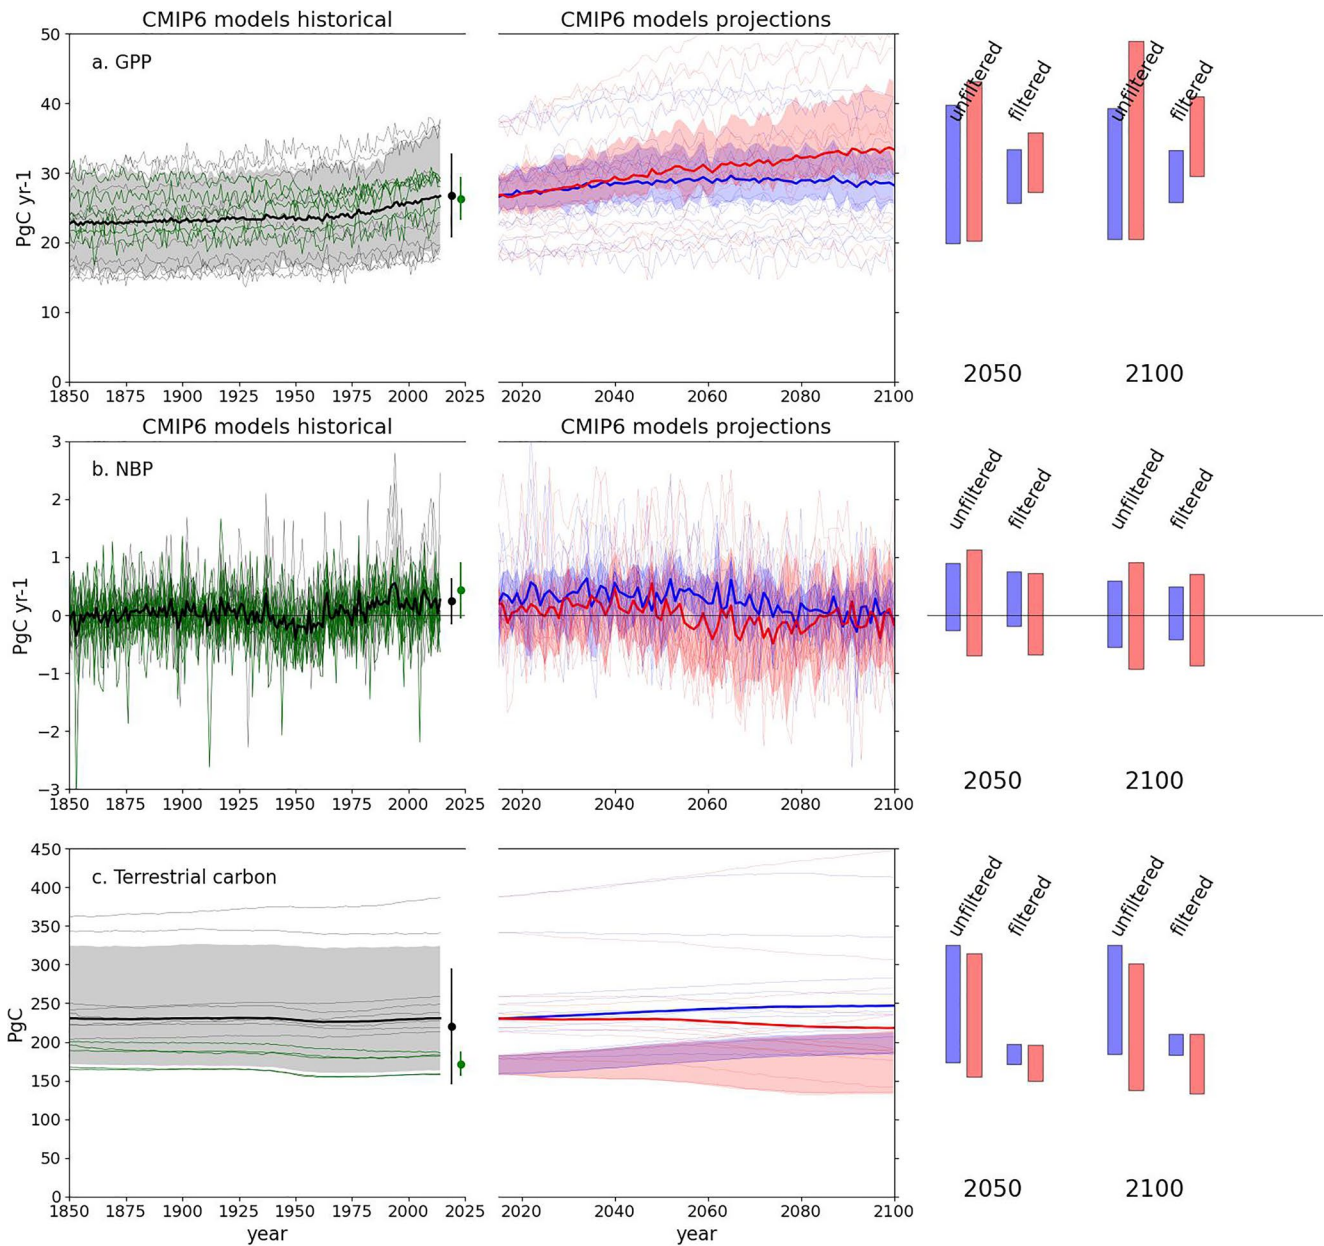 CMIP6 models historical
CMIP6 models projections
a. GPP
PgC yr-1
50
40
30
20
10
0
1850 1875 1900 1925 1950 1975 2000 2025
2020 2040 2060 2080 2100
unfiltered
filtered
unfiltered
filtered
2050
2100
CMIP6 models historical
CMIP6 models projections
b. NBP
PgC yr-1
3
2
1
0
−1
−2
−3
1850 1875 1900 1925 1950 1975 2000 2025
2020 2040 2060 2080 2100
unfiltered
filtered
unfiltered
filtered
2050
2100
c. Terrestrial carbon
PgC
450
400
350
300
250
200
150
100
50
0
1850 1875 1900 1925 1950 1975 2000 2025
year
2020 2040 2060 2080 2100
year
unfiltered
filtered
unfiltered
filtered
2050
2100